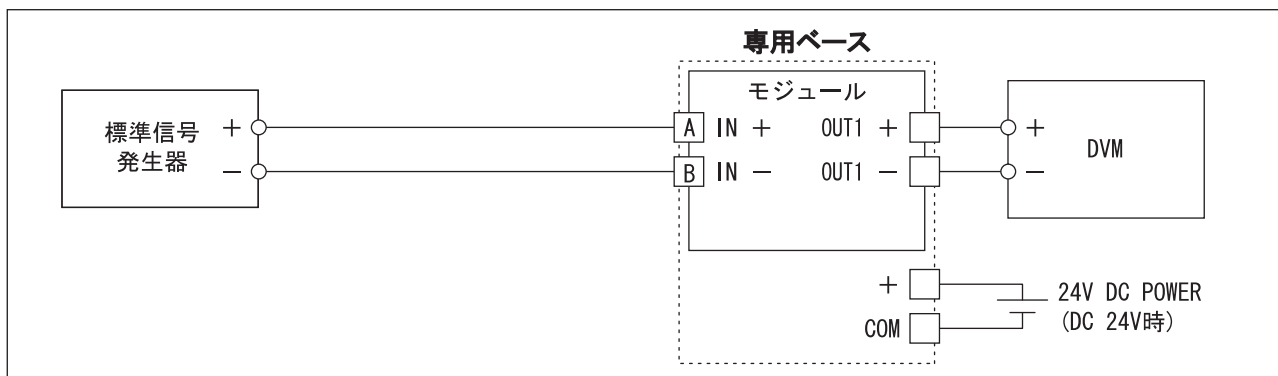 専用ベース
モジュール
標準信号
発生器
+
−
A IN + OUT1 +
B IN − OUT1 −
+
−
DVM
+
COM
24V DC POWER
(DC 24V時)